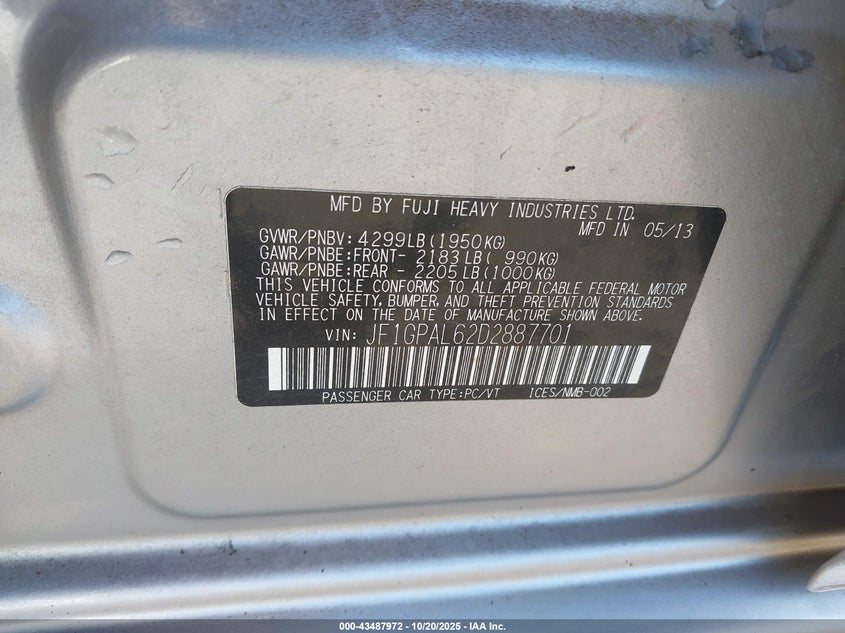 MFD BY FUJI HEAVY INDUSTRIES LTD.
MFD IN 05/13
GVWR/PNBV: 4299LB(1950KG)
GAWR/PNBE:FRONT- 2183LB( 990KG)
GAWR/PNBE:REAR - 2205LB(1000KG)
THIS VEHICLE CONFORMS TO ALL APPLICABLE FEDERAL MOTOR
VEHICLE SAFETY, BUMPER, AND THEFT PREVENTION STANDARDS
IN EFFECT ON THE DATE OF MANUFACTURE SHOWN ABOVE.
VIN: JF1GPAL62D2887701
PASSENGER CAR TYPE:PC/VT ICES/NMB-002
000-43487972 | 10/20/2025 - IAA Inc.